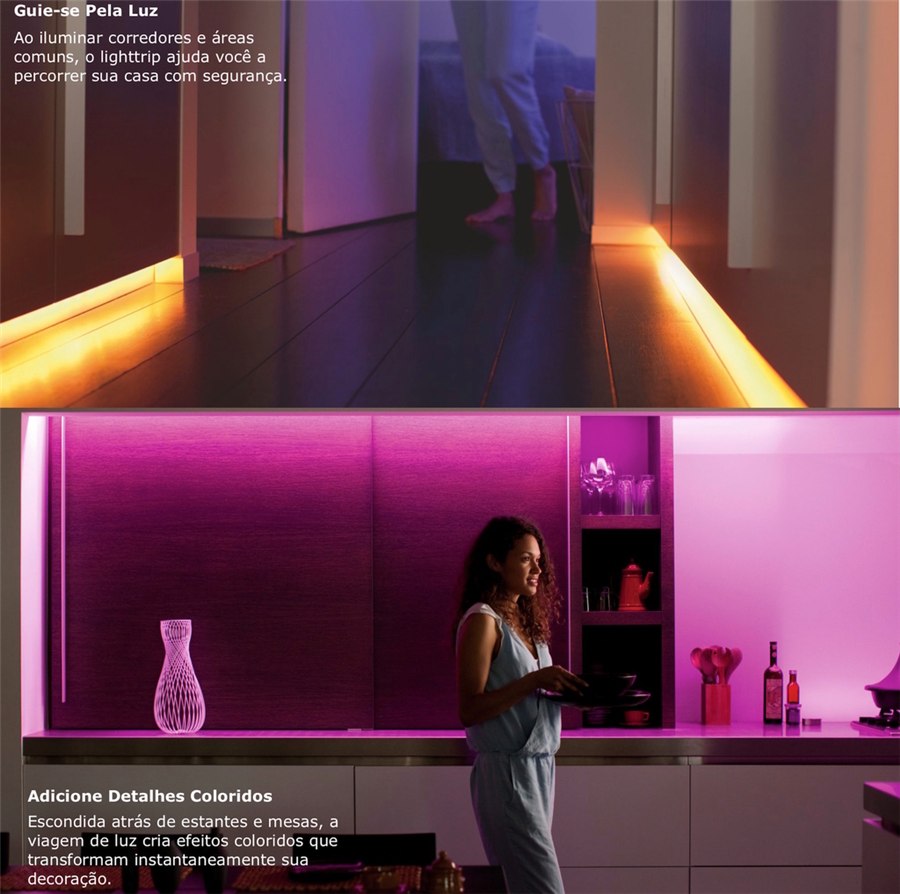 Guie-se Pela Luz
Ao iluminar corredores e áreas
comuns, o lighttrip ajuda você a
percorrer sua casa com segurança.
Adicione Detalhes Coloridos
Escondida atrás de estantes e mesas, a
viagem de luz cria efeitos coloridos que
transformam instantaneamente sua
decoração.